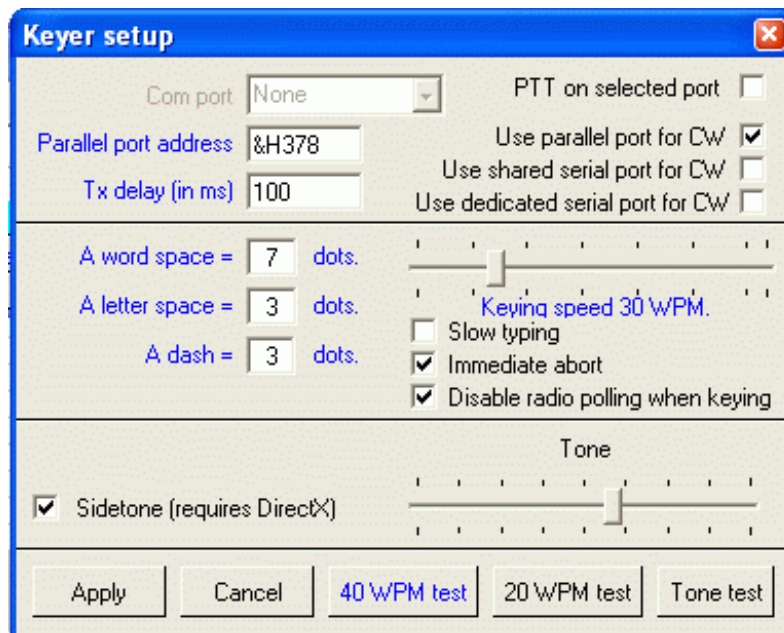 Keyer setup
Com port None PTT on selected port
Parallel port address &H378 Use parallel port for CW
Use shared serial port for CW
Tx delay (in ms) 100 Use dedicated serial port for CW
A word space = 7 dots.
A letter space = 3 dots. Keying speed 30 WPM.
Slow typing
A dash = 3 dots. Immediate abort
Disable radio polling when keying
Tone
Sidetone (requires DirectX)
Apply Cancel 40 WPM test 20 WPM test Tone test